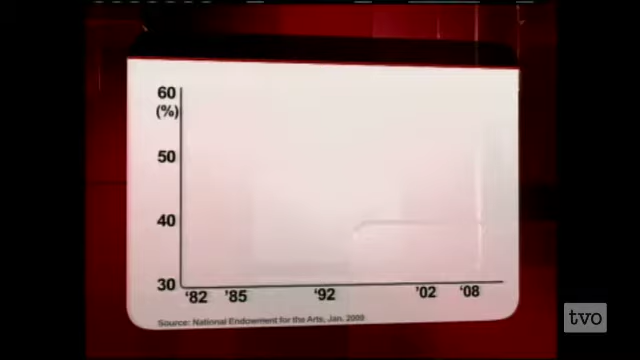 60
(%)
50
40
30
'82 '85 '92 '02 '08
Source: National Endowment for the Arts, Jan. 2009
tvo